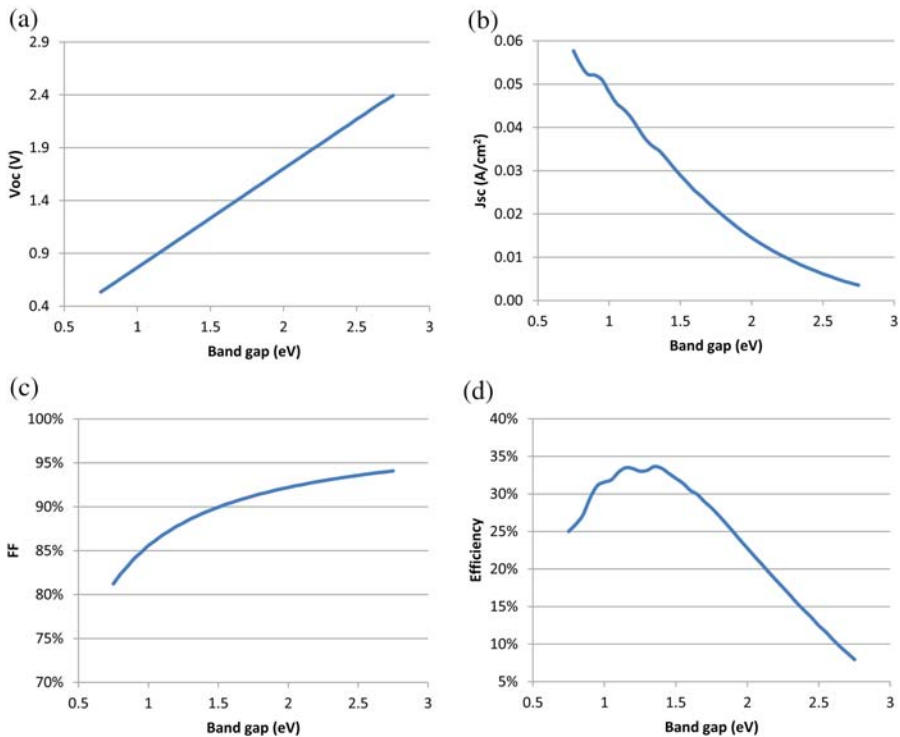 (a)
2.9
2.4
1.9
1.4
0.9
0.4
Voc (V)
0.5 1 1.5 2 2.5 3
Band gap (eV)
(b)
0.06
0.05
0.04
0.03
0.02
0.01
0.00
Jsc (A/cm²)
0.5 1 1.5 2 2.5 3
Band gap (eV)
(c)
100%
95%
90%
85%
80%
75%
70%
FF
0.5 1 1.5 2 2.5 3
Band gap (eV)
(d)
40%
35%
30%
25%
20%
15%
10%
5%
Efficiency
0.5 1 1.5 2 2.5 3
Band gap (eV)